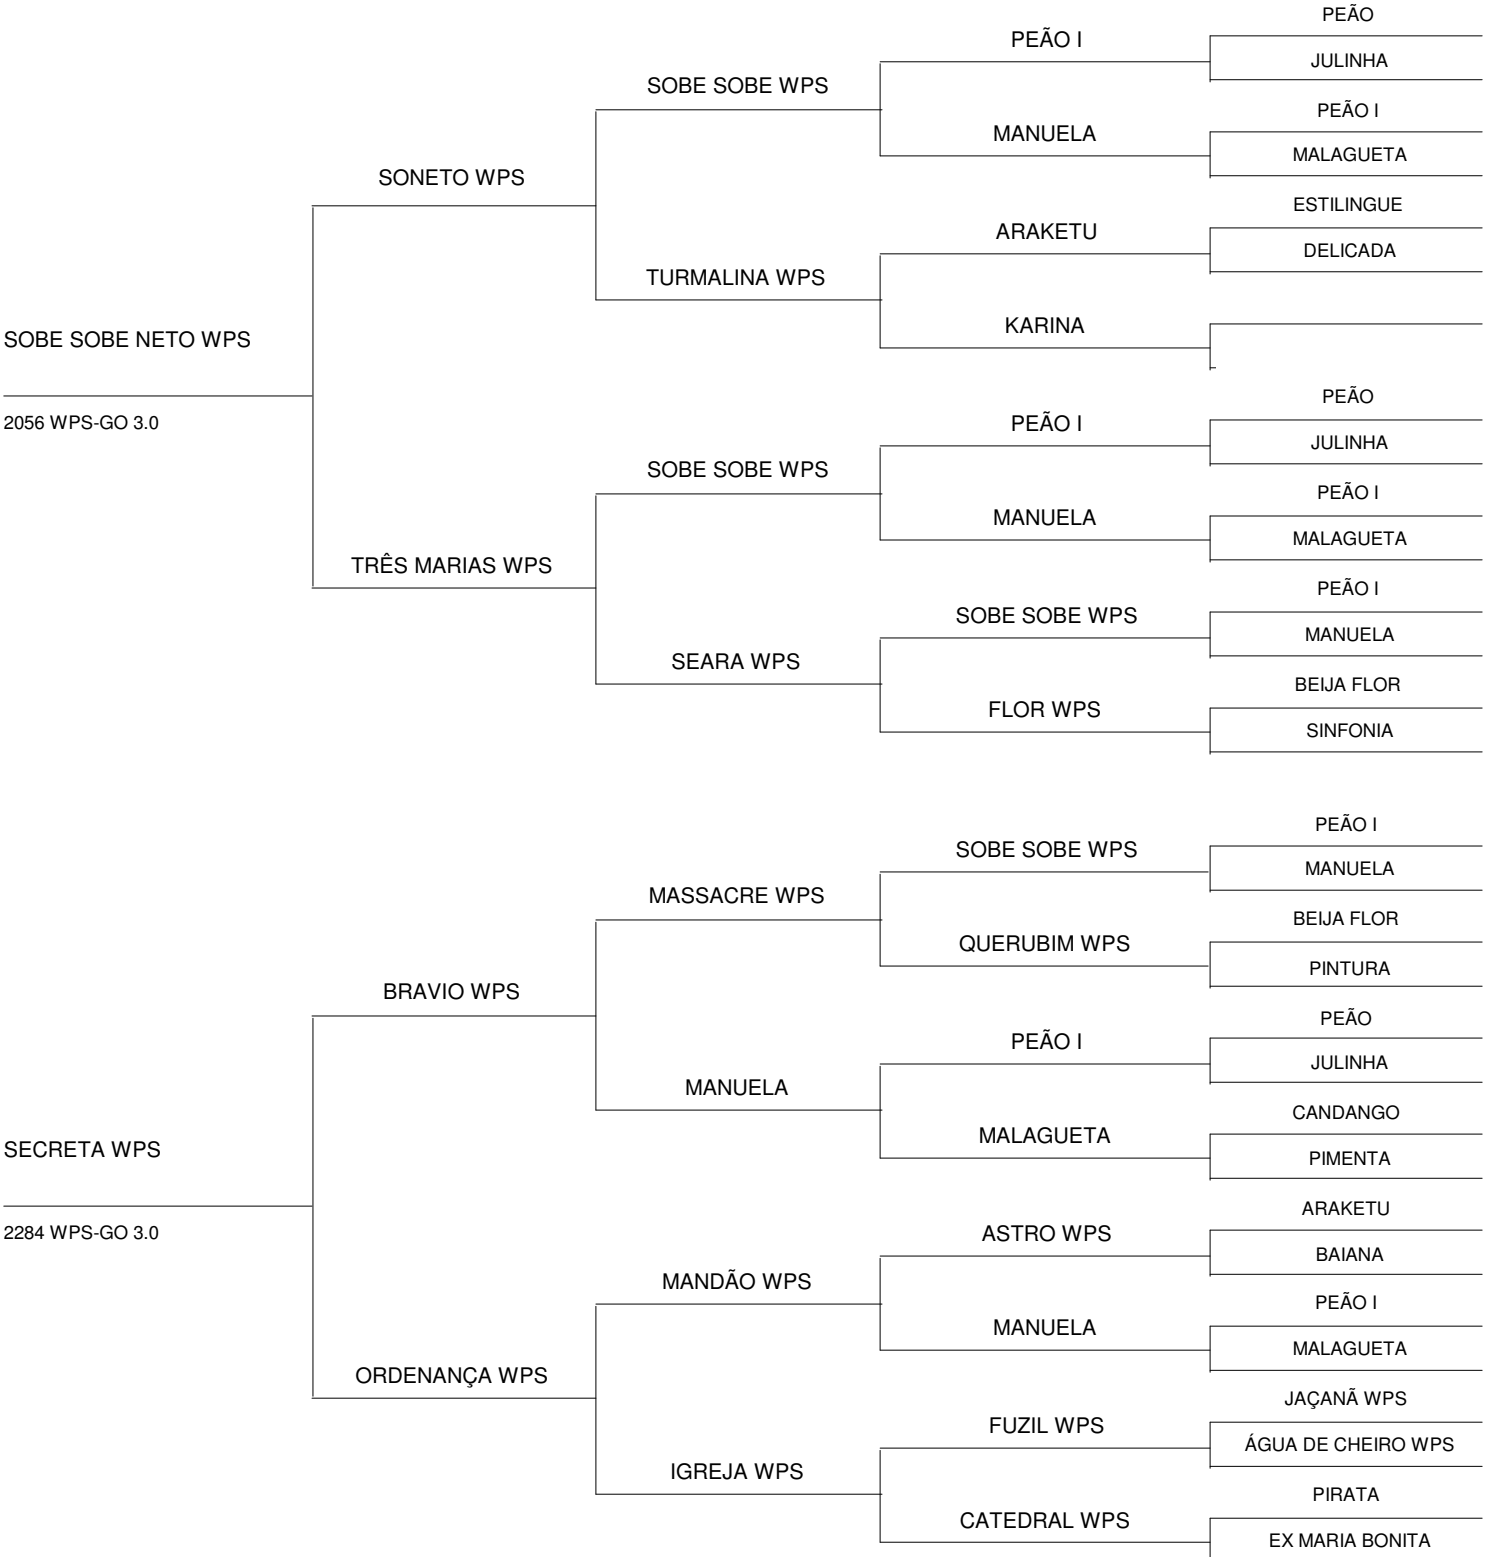 PEÃO
PEÃO I
JULINHA
SOBE SOBE WPS
PEÃO I
MANUELA
MALAGUETA
SONETO WPS
ESTILINGUE
ARAKETU
DELICADA
TURMALINA WPS
KARINA
SOBE SOBE NETO WPS
2056 WPS-GO 3.0
PEÃO
PEÃO I
JULINHA
SOBE SOBE WPS
PEÃO I
MANUELA
MALAGUETA
TRÊS MARIAS WPS
PEÃO I
SOBE SOBE WPS
MANUELA
SEARA WPS
BEIJA FLOR
FLOR WPS
SINFONIA
PEÃO I
SOBE SOBE WPS
MANUELA
MASSACRE WPS
BEIJA FLOR
QUERUBIM WPS
PINTURA
BRAVIO WPS
PEÃO
PEÃO I
JULINHA
MANUELA
CANDANGO
MALAGUETA
PIMENTA
SECRETA WPS
2284 WPS-GO 3.0
ARAKETU
ASTRO WPS
BAIANA
MANDÃO WPS
PEÃO I
MANUELA
MALAGUETA
ORDENANÇA WPS
JAÇANÃ WPS
FUZIL WPS
ÁGUA DE CHEIRO WPS
IGREJA WPS
PIRATA
CATEDRAL WPS
EX MARIA BONITA